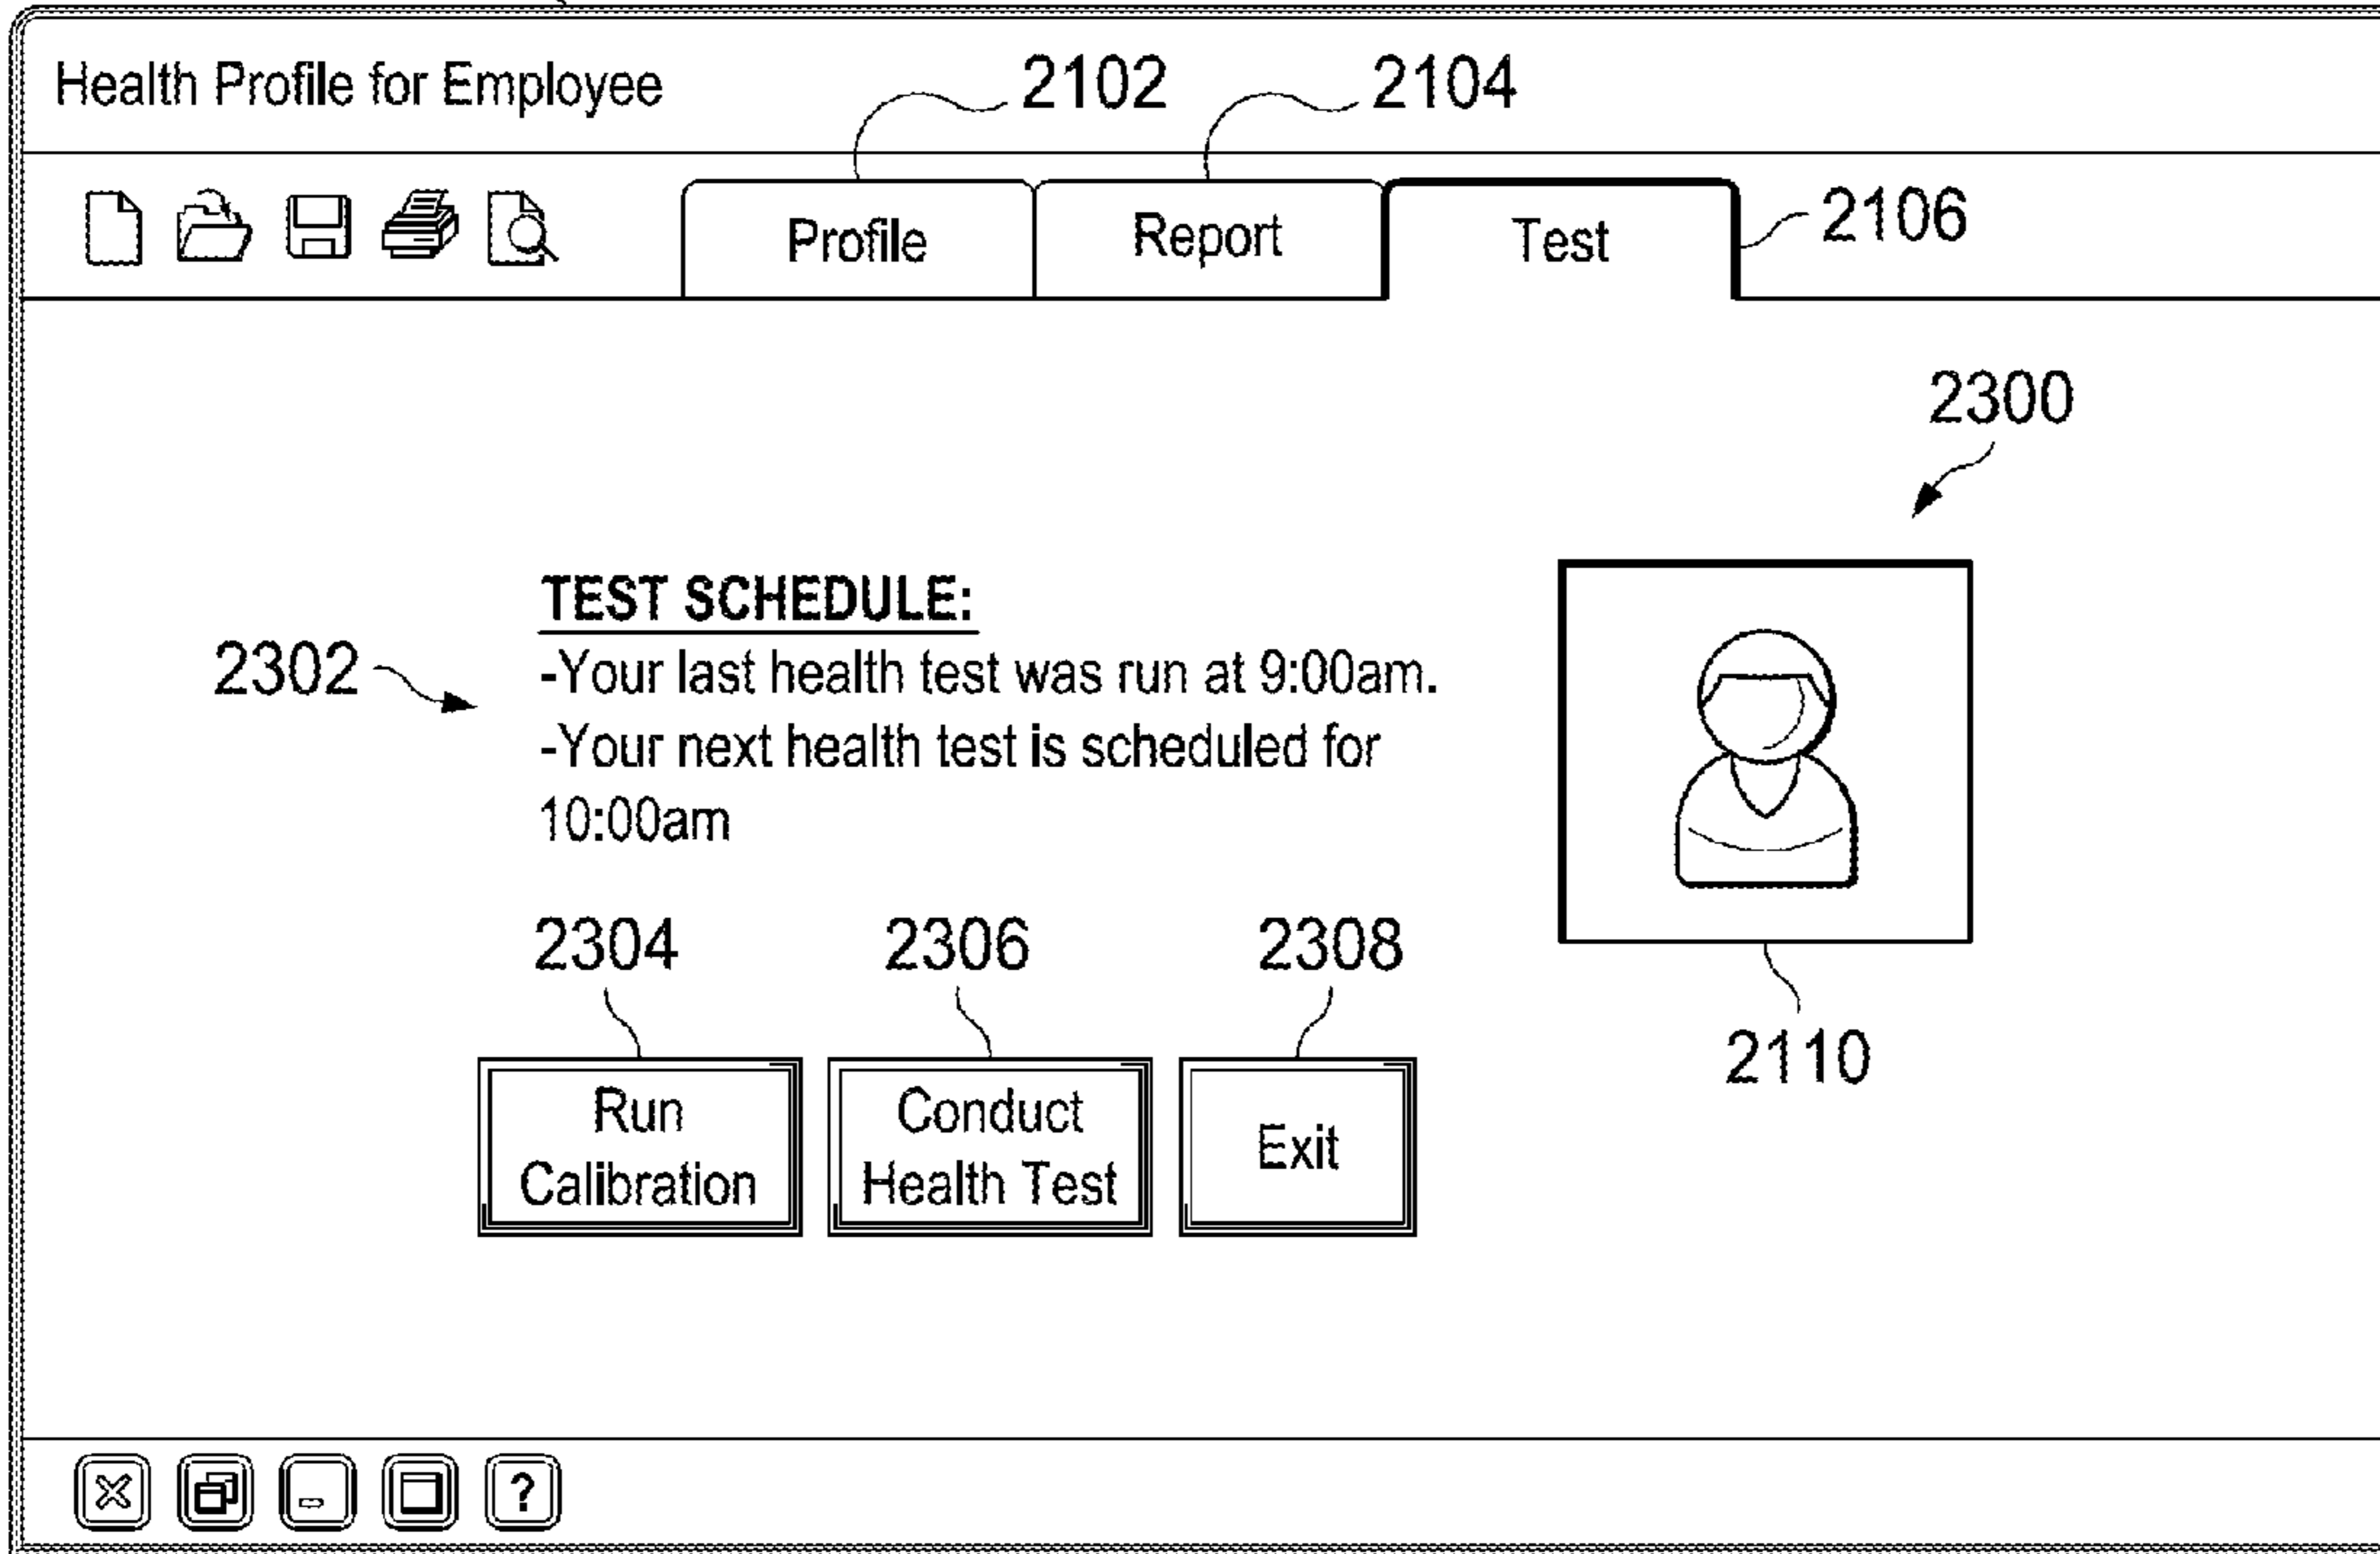 Health Profile for Employee
2102
2104
Profile
Report
Test
2106
2300
TEST SCHEDULE:
2302
-Your last health test was run at 9:00am.
-Your next health test is scheduled for
10:00am
2304
2306
2308
2110
Run
Calibration
Conduct
Health Test
Exit
?